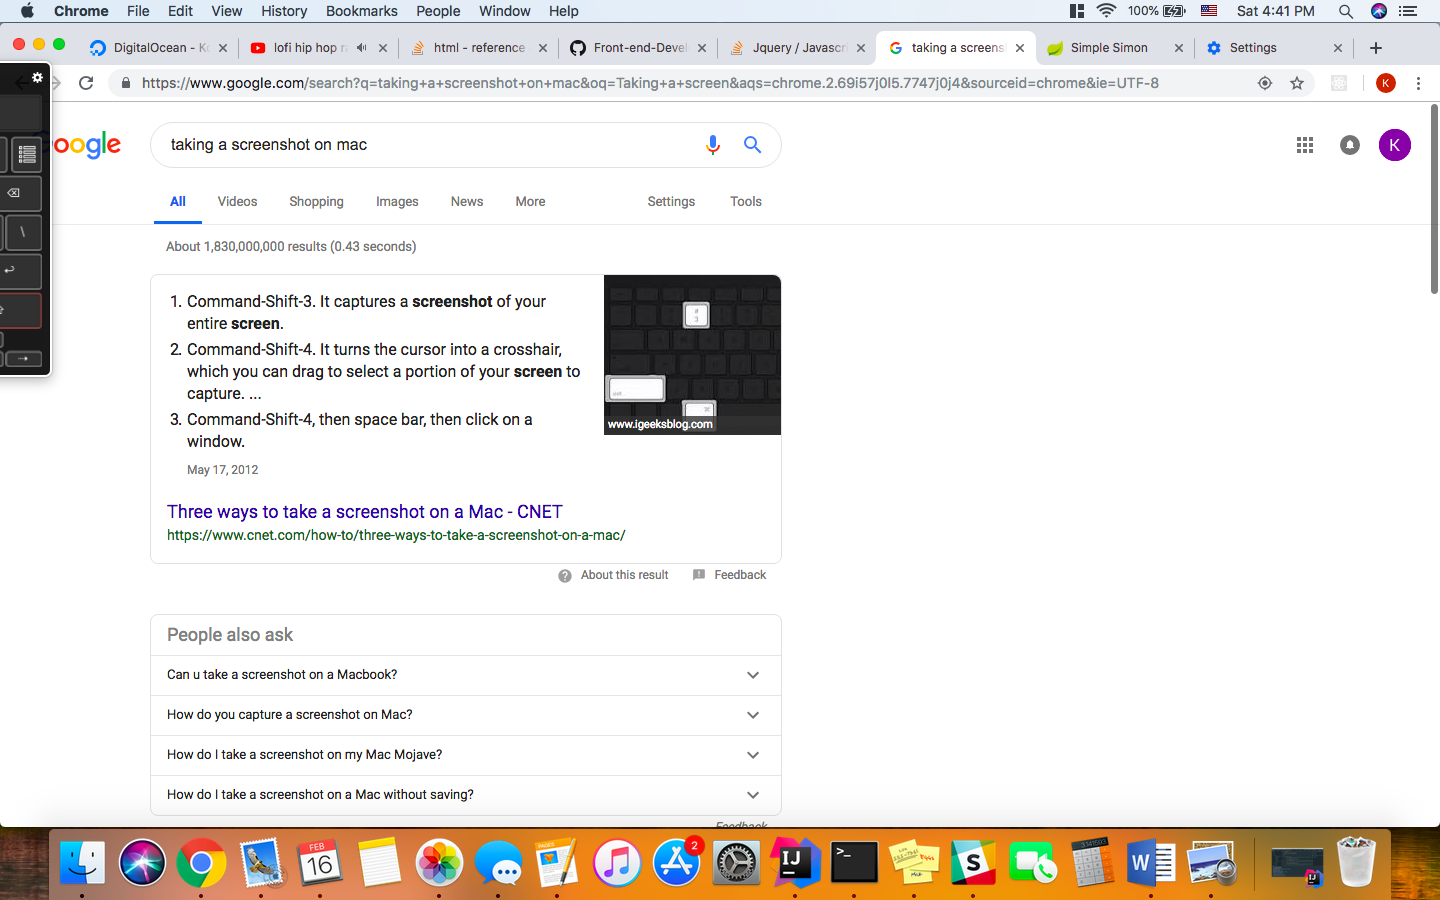 Chrome File Edit View History Bookmarks People Window Help 100% Sat 4:41 PM
DigitalOcean - Ko lofi hip hop ra html - reference Front-end-Devel Jquery / Javascri taking a screensh Simple Simon Settings
https://www.google.com/search?q=taking+a+screenshot+on+mac&oq=Taking+a+screen&aqs=chrome.2.69i57j0l5.7747j0j4&sourceid=chrome&ie=UTF-8 K
oogle taking a screenshot on mac K
All Videos Shopping Images News More Settings Tools
\
About 1,830,000,000 results (0.43 seconds)
1. Command-Shift-3. It captures a screenshot of your
entire screen.
2. Command-Shift-4. It turns the cursor into a crosshair,
which you can drag to select a portion of your screen to
capture. ...
3. Command-Shift-4, then space bar, then click on a
window.
May 17, 2012
#
3
www.igeeksblog.com
Three ways to take a screenshot on a Mac - CNET
https://www.cnet.com/how-to/three-ways-to-take-a-screenshot-on-a-mac/
About this result Feedback
People also ask
Can u take a screenshot on a Macbook?
How do you capture a screenshot on Mac?
How do I take a screenshot on my Mac Mojave?
How do I take a screenshot on a Mac without saving?
Feedback
FEB
16
PAGES
2
IJ
>_
W